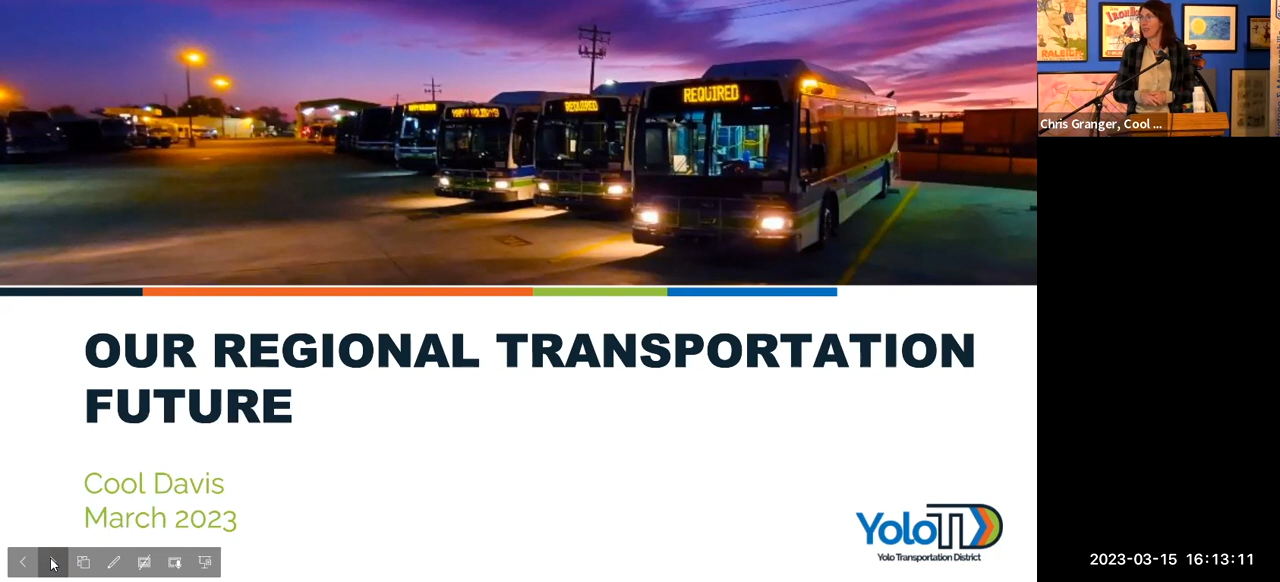 REQUIRED
REQUIRED
OUR REGIONAL TRANSPORTATION
FUTURE
Cool Davis
March 2023
YoloTD
Yolo Transportation District
RALEIGH
Chris Granger, Cool ...
2023-03-15 16:13:11